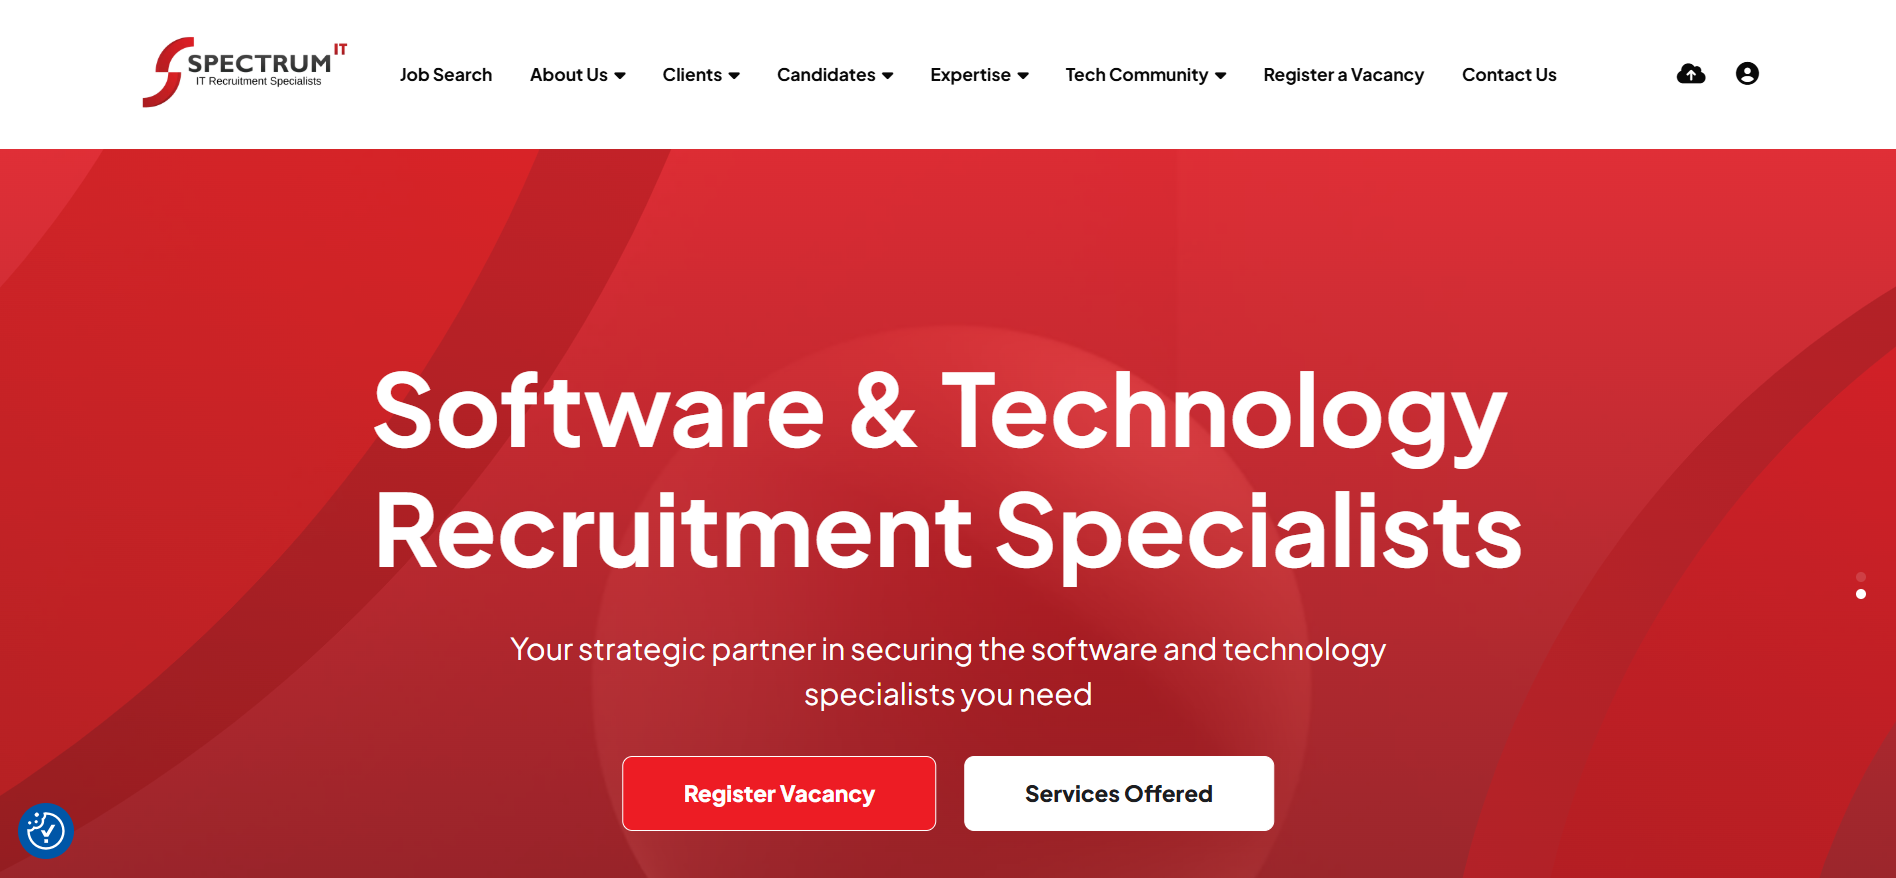 SPECTRUM IT
IT Recruitment Specialists
Job Search
About Us
Clients
Candidates
Expertise
Tech Community
Register a Vacancy
Contact Us
Software & Technology
Recruitment Specialists
Your strategic partner in securing the software and technology
specialists you need
Register Vacancy
Services Offered